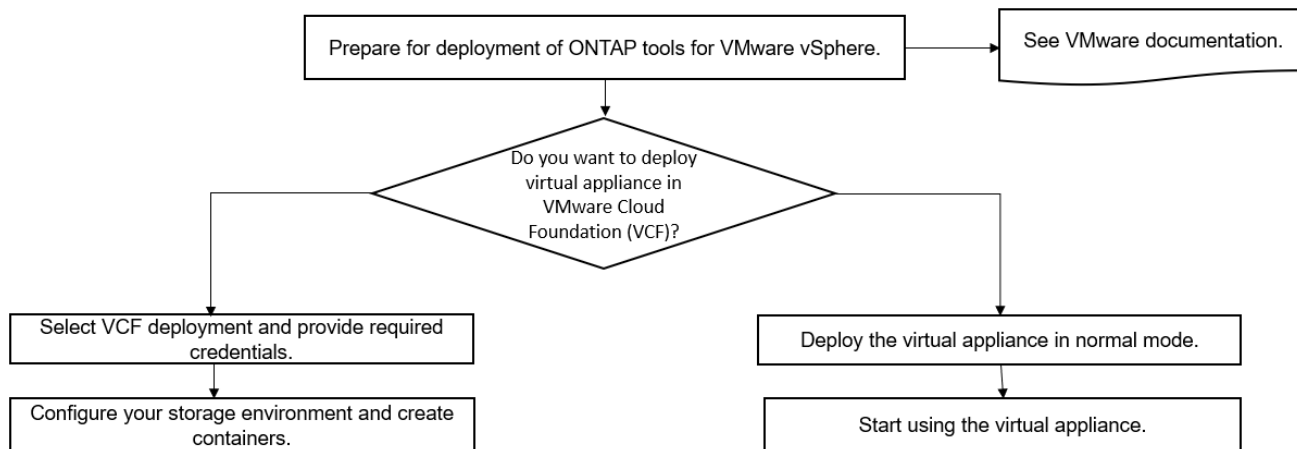 Prepare for deployment of ONTAP tools for VMware vSphere.
See VMware documentation.
Do you want to deploy
virtual appliance in
VMware Cloud
Foundation (VCF)?
Select VCF deployment and provide required
credentials.
Deploy the virtual appliance in normal mode.
Configure your storage environment and create
containers.
Start using the virtual appliance.